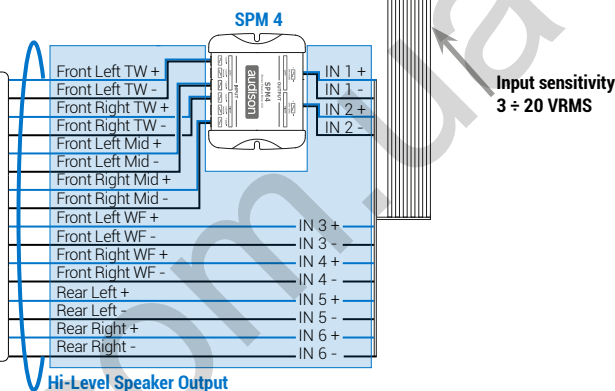 SPM 4
Front Left TW +
Front Left TW -
Front Right TW +
Front Right TW -
Front Left Mid +
Front Left Mid -
Front Right Mid +
Front Right Mid -
Front Left WF +
Front Left WF -
Front Right WF +
Front Right WF -
Rear Left +
Rear Left -
Rear Right +
Rear Right -
INPUT
audison
SPM4
OUTPUT
IN 1 +
IN 1 -
IN 2 +
IN 2 -
IN 3 +
IN 3 -
IN 4 +
IN 4 -
IN 5 +
IN 5 -
IN 6 +
IN 6 -
Input sensitivity
3 ÷ 20 VRMS
Hi-Level Speaker Output
om.ua